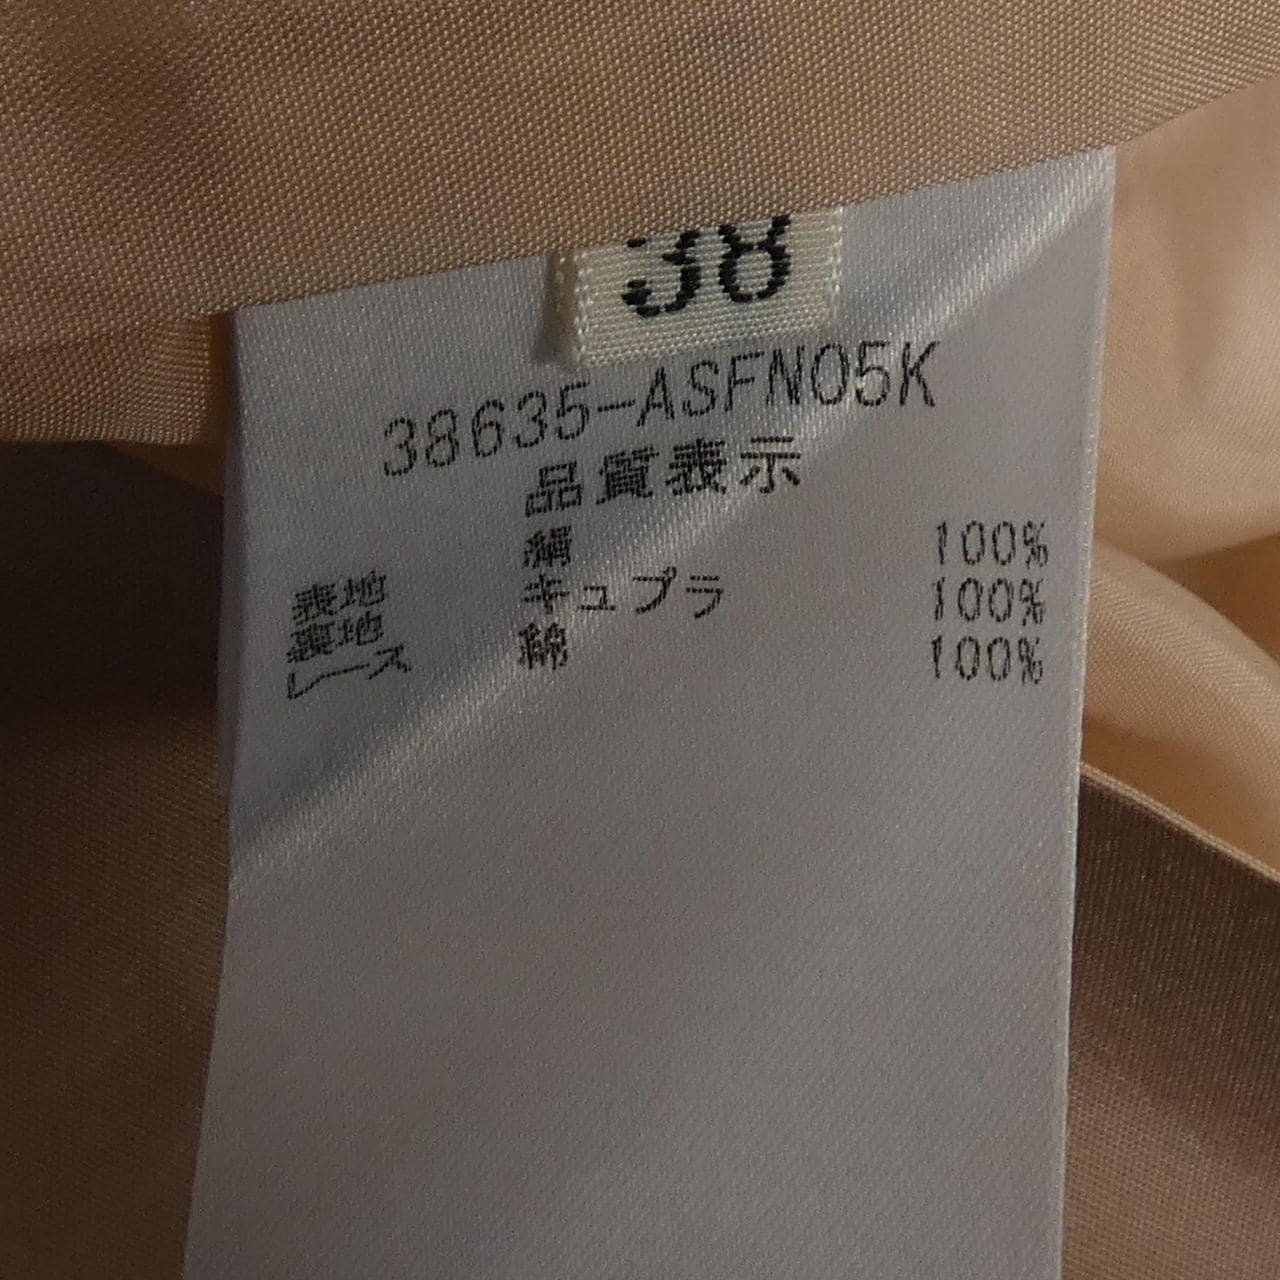 38
38635-ASFN05K
品質表示
表地 絹 100%
裏地 キュプラ 100%
レース 綿 100%